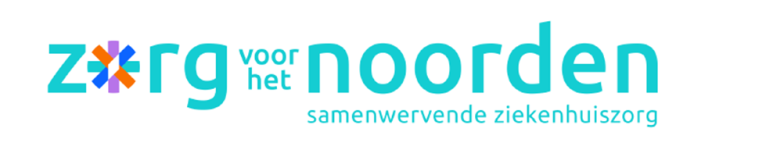 zorg voor het noorden
samenwervende ziekenhuiszorg